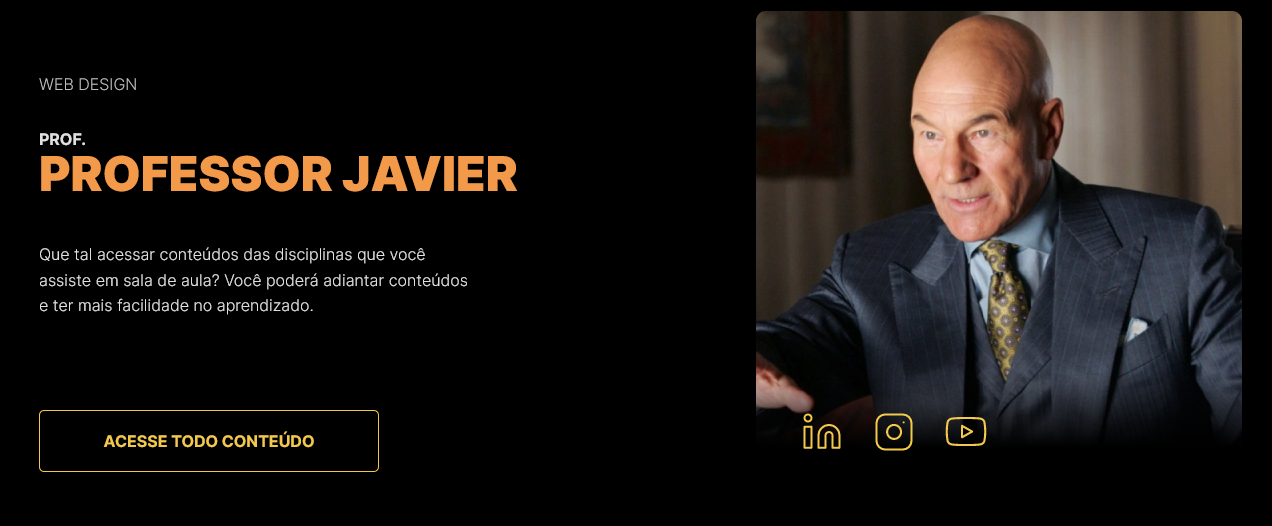 WEB DESIGN
PROF.
PROFESSOR JAVIER
Que tal acessar conteúdos das disciplinas que você
assiste em sala de aula? Você poderá adiantar conteúdos
e ter mais facilidade no aprendizado.
ACESSE TODO CONTEÚDO
in